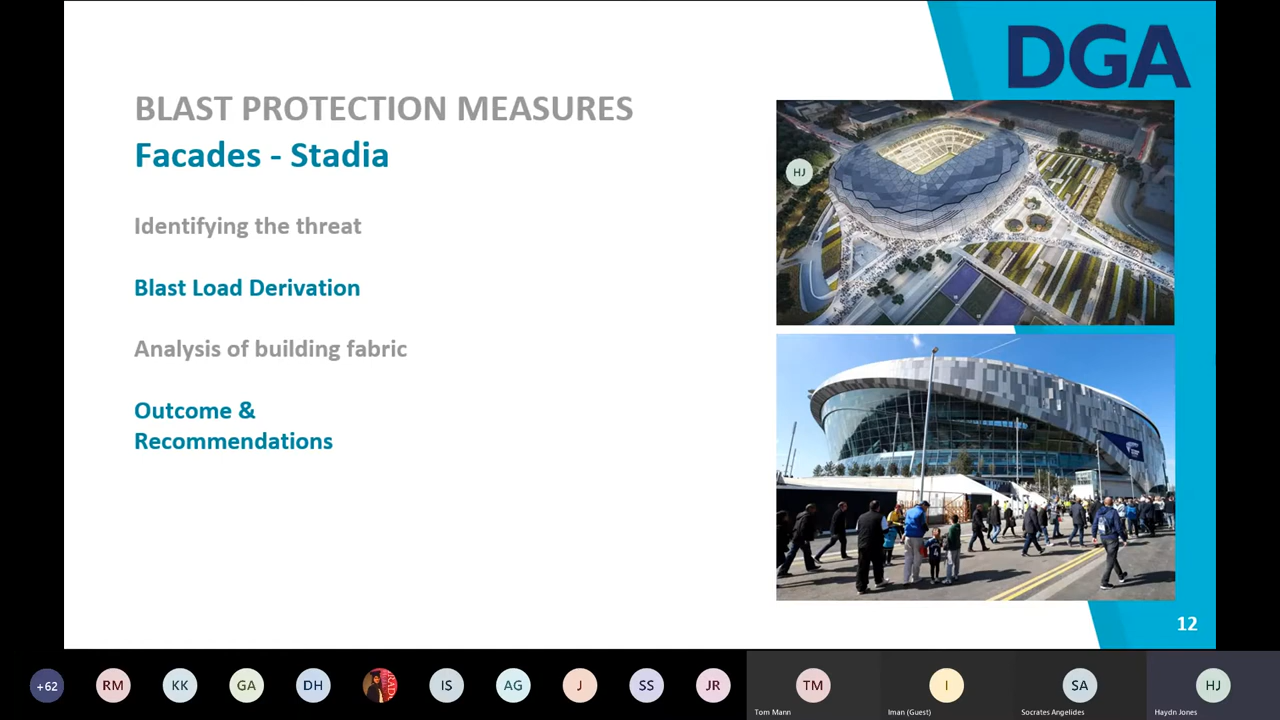 DGA
BLAST PROTECTION MEASURES
Facades - Stadia
HJ
Identifying the threat
Blast Load Derivation
Analysis of building fabric
Outcome &
Recommendations
12
+62
RM
KK
GA
DH
IS
AG
J
SS
JR
TM
I
SA
HJ
Tom Mann
Iman (Guest)
Socrates Angelides
Haydn Jones